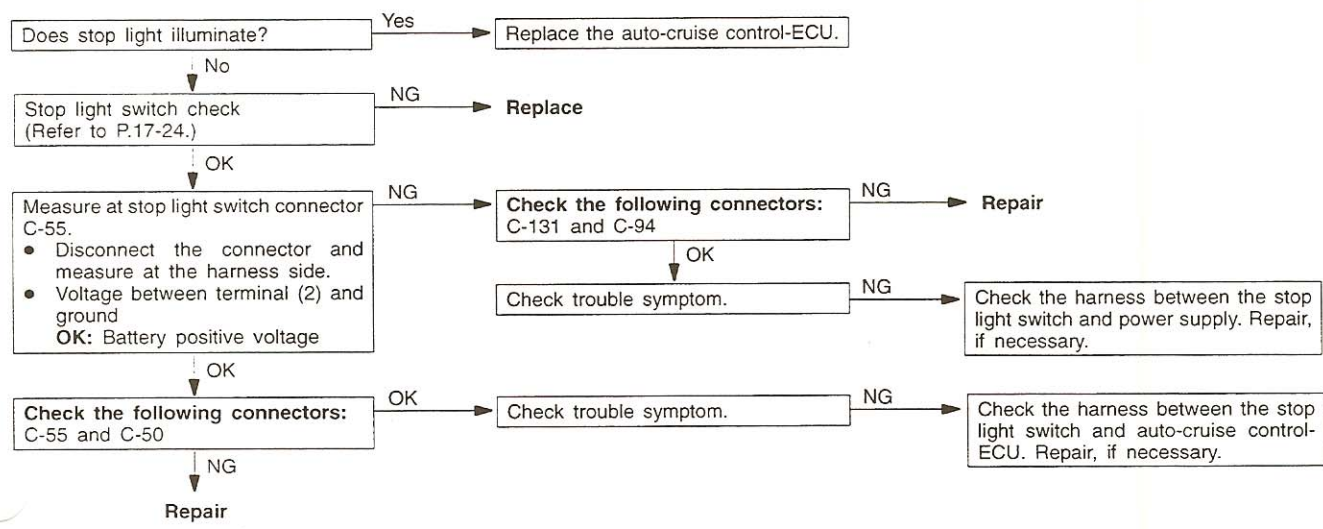 Does stop light illuminate?
Yes
Replace the auto-cruise control-ECU.
No
Stop light switch check
(Refer to P.17-24.)
NG
Replace
OK
Measure at stop light switch connector
C-55.
● Disconnect the connector and
measure at the harness side.
● Voltage between terminal (2) and
ground
OK: Battery positive voltage
NG
Check the following connectors:
C-131 and C-94
NG
Repair
OK
Check trouble symptom.
NG
Check the harness between the stop
light switch and power supply. Repair,
if necessary.
OK
Check the following connectors:
C-55 and C-50
OK
Check trouble symptom.
NG
Check the harness between the stop
light switch and auto-cruise control-
ECU. Repair, if necessary.
NG
Repair